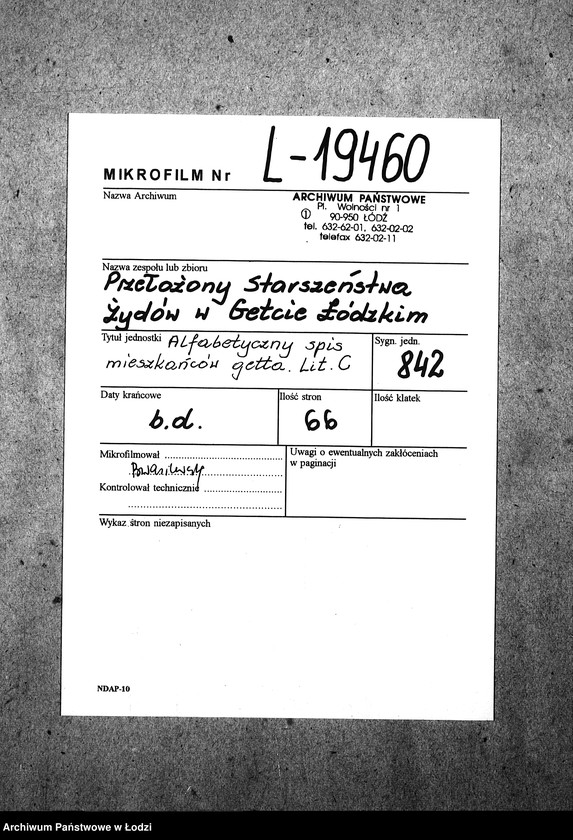 MIKROFILM Nr L-19460
Nazwa Archiwum
ARCHIWUM PAŃSTWOWE
Pl. Wolności nr 1
① 90-950 ŁÓDŹ
tel. 632-62-01, 632-02-02
telefax 632-02-11
Nazwa zespołu lub zbioru
Przełożony Starszeństwa
Żydów w Getcie Łódzkim
Tytuł jednostki Alfabetyczny spis
mieszkańców getta. Lit. C
Sygn. jedn.
842
Daty krańcowe
b.d.
Ilość stron
66
Ilość klatek
Mikrofilmował
Kontrolował technicznie
Uwagi o ewentualnych zakłóceniach
w paginacji
Wykaz stron niezapisanych
NDAP-10
Archiwum Państwowe w Łodzi